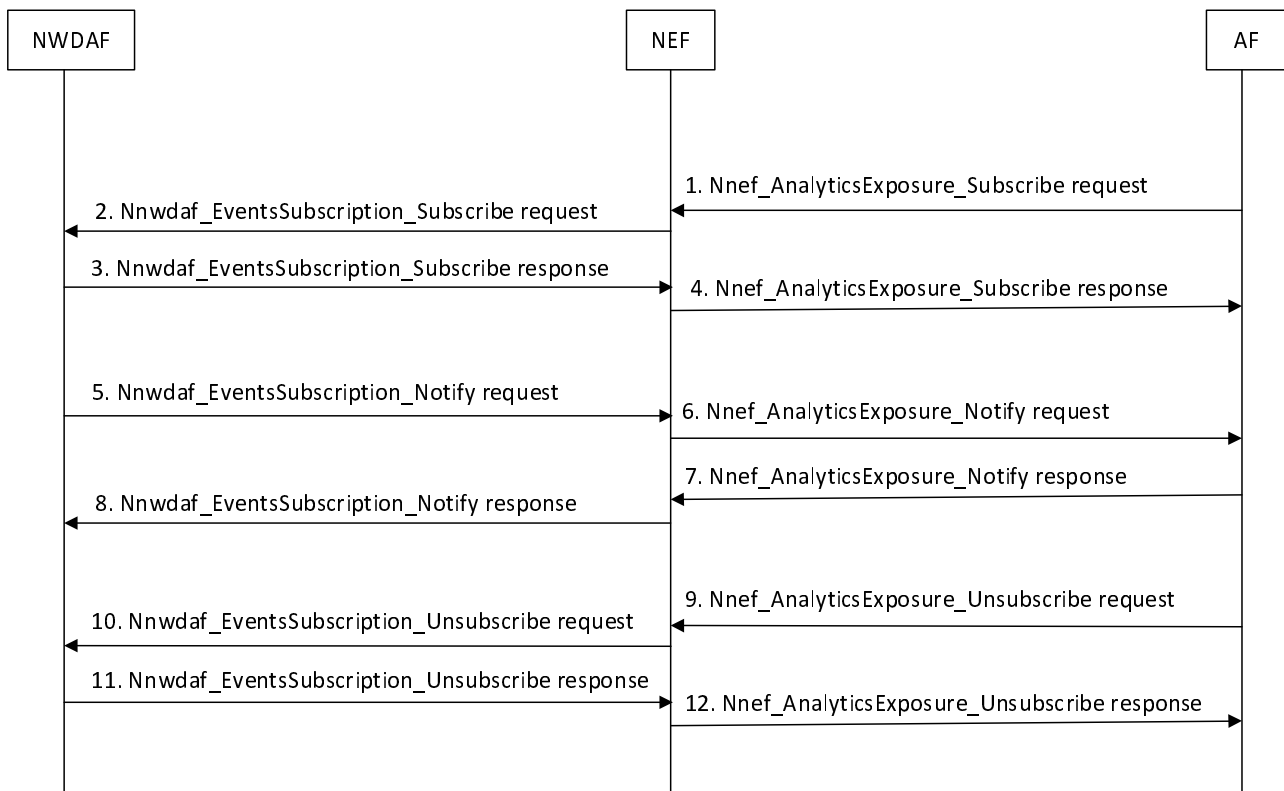 NWDAF
NEF
AF
1. Nnef_AnalyticsExposure_Subscribe request
2. Nnwdaf_EventsSubscription_Subscribe request
3. Nnwdaf_EventsSubscription_Subscribe response
4. Nnef_AnalyticsExposure_Subscribe response
5. Nnwdaf_EventsSubscription_Notify request
6. Nnef_AnalyticsExposure_Notify request
7. Nnef_AnalyticsExposure_Notify response
8. Nnwdaf_EventsSubscription_Notify response
9. Nnef_AnalyticsExposure_Unsubscribe request
10. Nnwdaf_EventsSubscription_Unsubscribe request
11. Nnwdaf_EventsSubscription_Unsubscribe response
12. Nnef_AnalyticsExposure_Unsubscribe response